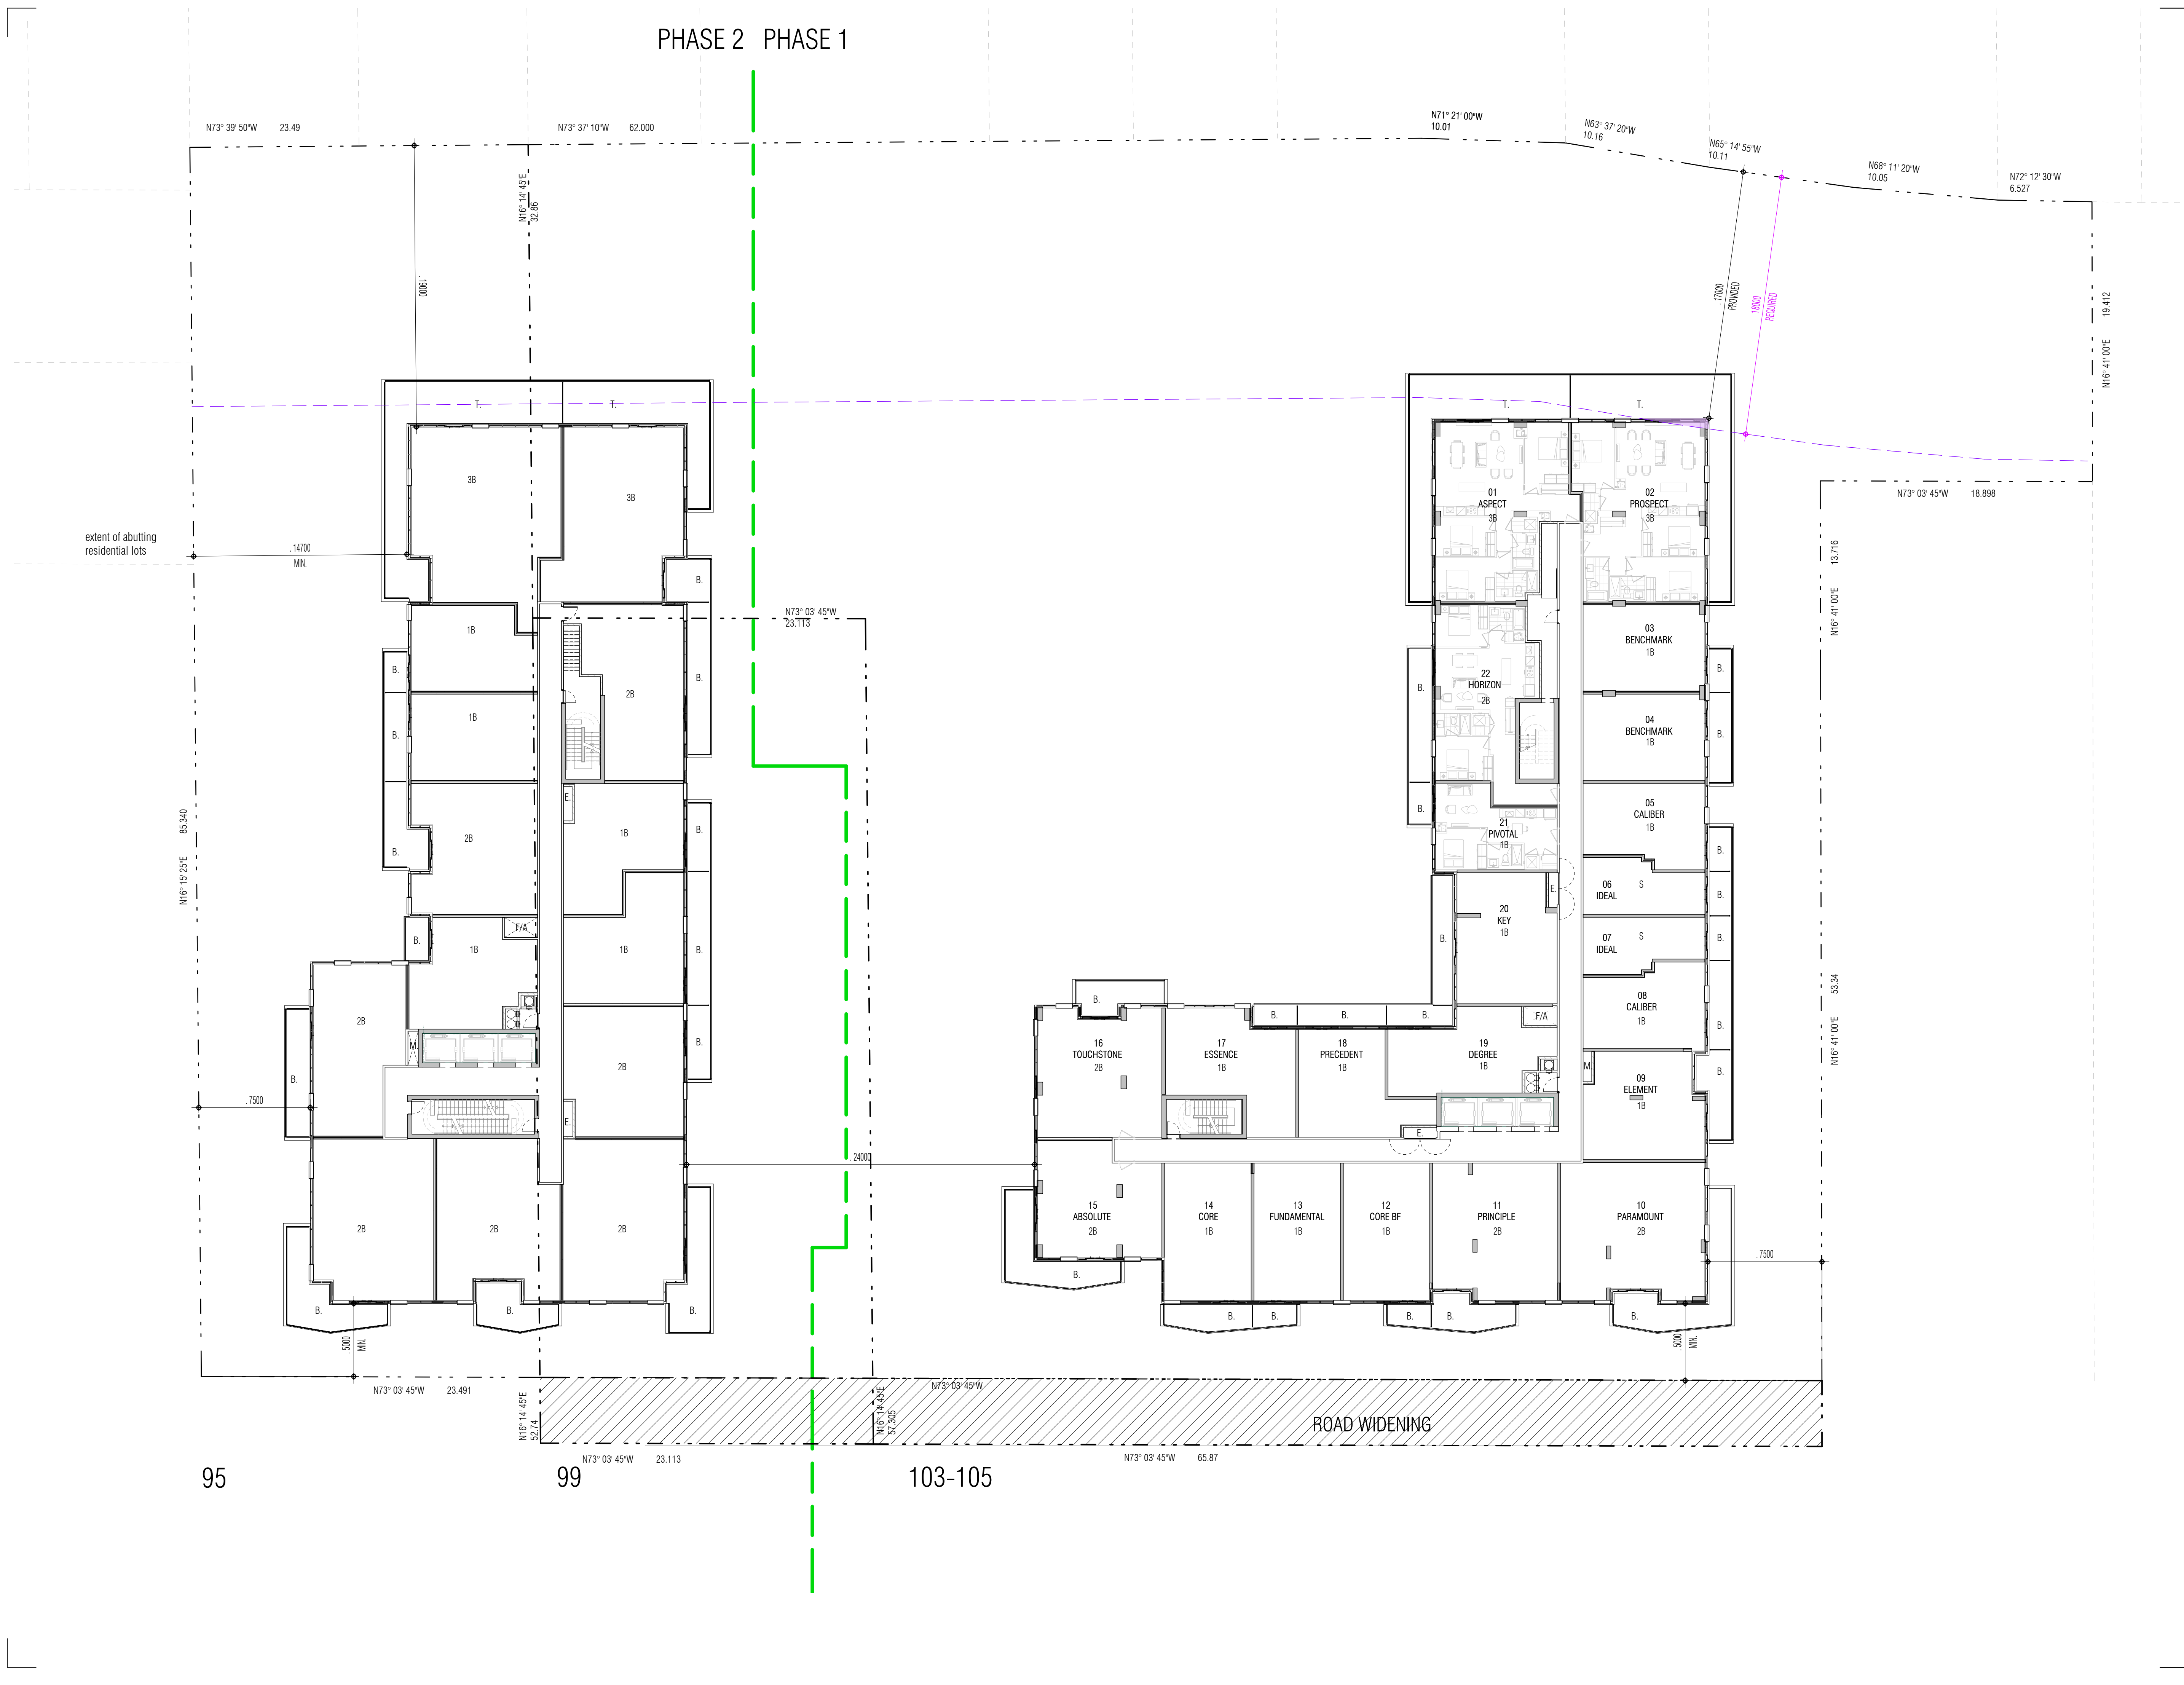 PHASE 2 PHASE 1
N73° 39' 50"W 23.49
N73° 37' 10"W 62.000
N71° 21' 00"W
10.01
N63° 37' 20"W
10.16
N65° 14' 55"W
10.11
N68° 11' 20"W
10.05
N72° 12' 30"W
6.527
N16° 14' 45"E
32.86
.19000
.17000
PROVIDED
18000
REQUIRED
N16° 41' 00"E 19.412
extent of abutting
residential lots
.14700
MIN.
N73° 03' 45"W 18.898
N16° 41' 00"E 13.716
N16° 41' 00"E 53.34
N16° 15' 25"E 85.340
N73° 03' 45"W
23.113
T.
T.
3B
3B
B.
1B
B.
2B
B.
1B
B.
E.
2B
B.
1B
B.
F/A
B.
1B
1B
B.
2B
M.
2B
B.
B.
E.
.7500
2B
2B
2B
B.
B.
B.
.5000
MIN.
.24000
T.
T.
01
ASPECT
3B
02
PROSPECT
3B
03
BENCHMARK
1B
B.
22
HORIZON
2B
B.
04
BENCHMARK
1B
B.
05
CALIBER
1B
B.
21
PIVOTAL
1B
B.
06
IDEAL
S
B.
E.
20
KEY
1B
B.
07
IDEAL
S
B.
08
CALIBER
1B
B.
F/A
B.
B.
B.
B.
16
TOUCHSTONE
2B
17
ESSENCE
1B
18
PRECEDENT
1B
19
DEGREE
1B
M.
09
ELEMENT
1B
B.
E.
15
ABSOLUTE
2B
14
CORE
1B
13
FUNDAMENTAL
1B
12
CORE BF
1B
11
PRINCIPLE
2B
10
PARAMOUNT
2B
.7500
B.
B.
B.
B.
B.
B.
.5000
MIN.
N73° 03' 45"W 23.491
N16° 14' 45"E
52.74
N73° 03' 45"W
N16° 14' 45"E
57.305
ROAD WIDENING
N73° 03' 45"W 23.113
N73° 03' 45"W 65.87
95
99
103-105